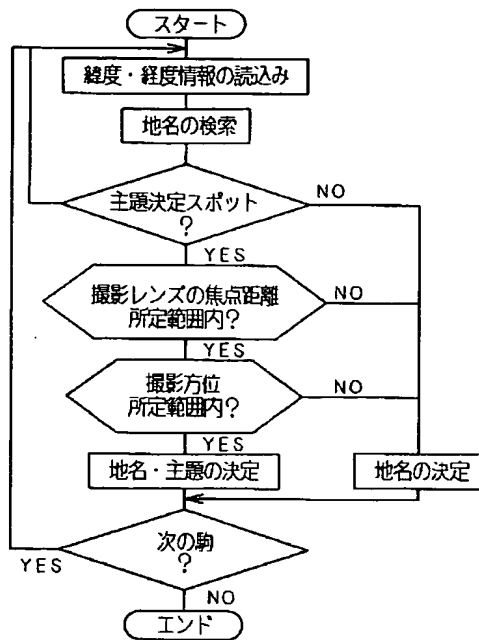 スタート
緯度・経度情報の読込み
地名の検索
主題決定スポット
?
NO
YES
撮影レンズの焦点距離
所定範囲内?
NO
YES
撮影方位
所定範囲内?
NO
YES
地名・主題の決定
地名の決定
次の駒
?
YES
NO
エンド